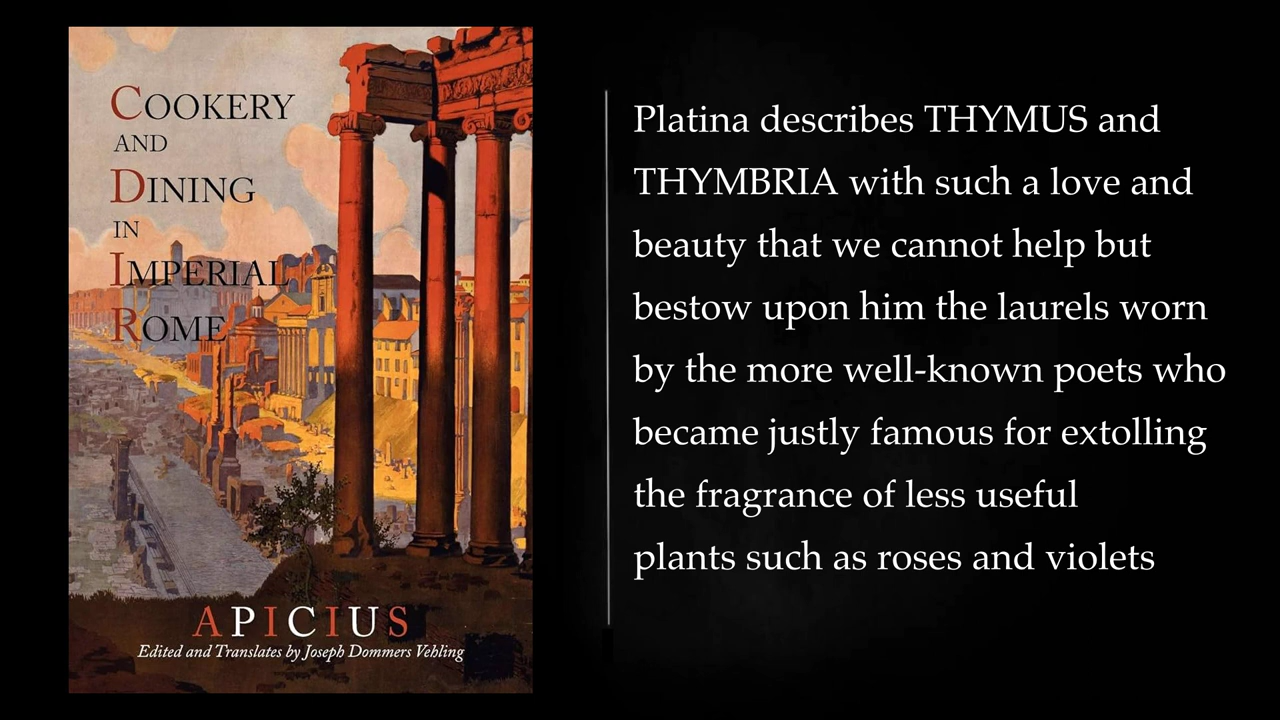 COOKERY
AND
DINING
IN
IMPERIAL
ROME
APICIUS
Edited and Translates by Joseph Dommers Vehling
Platina describes THYMUS and
THYMBRIA with such a love and
beauty that we cannot help but
bestow upon him the laurels worn
by the more well-known poets who
became justly famous for extolling
the fragrance of less useful
plants such as roses and violets